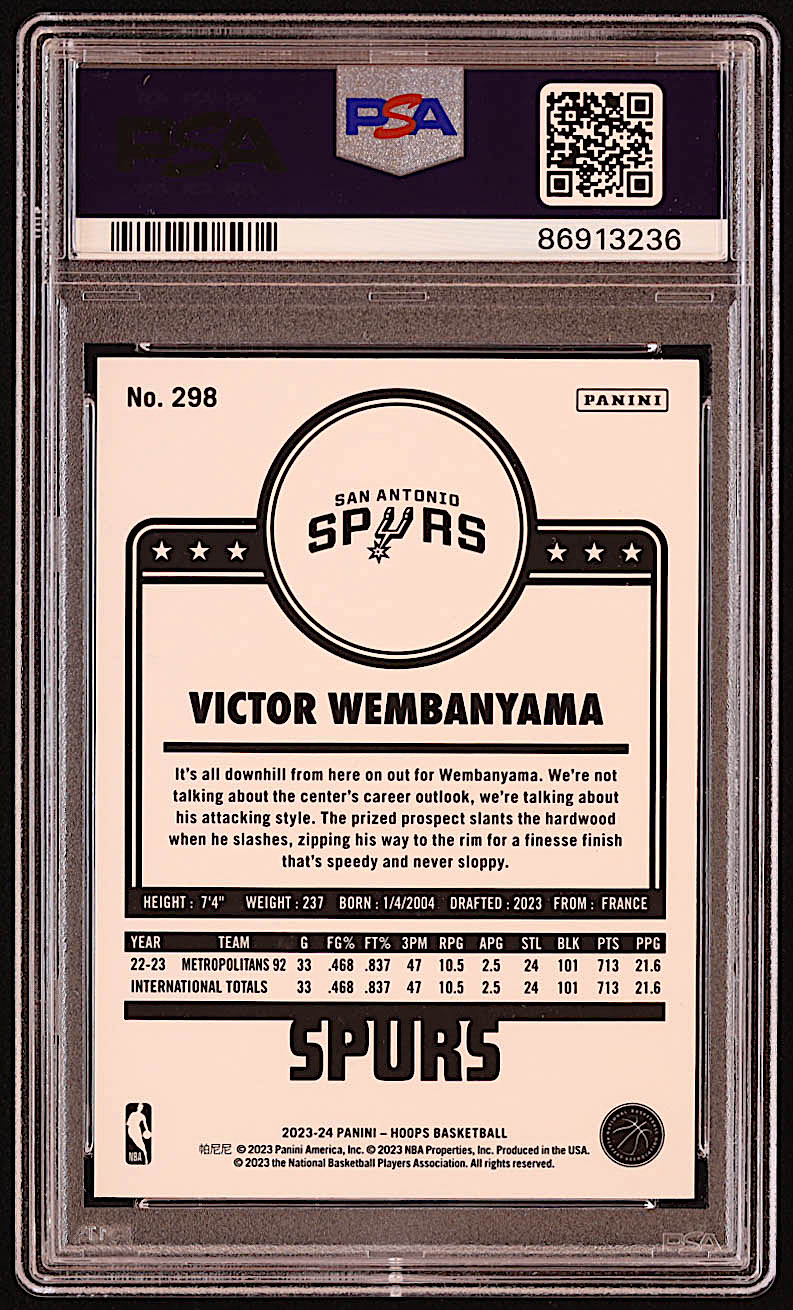 PSA
86913236
No. 298
PANINI
SAN ANTONIO
SPURS
VICTOR WEMBANYAMA
It's all downhill from here on out for Wembanyama. We're not
talking about the center's career outlook, we're talking about
his attacking style. The prized prospect slants the hardwood
when he slashes, zipping his way to the rim for a finesse finish
that's speedy and never sloppy.
HEIGHT: 7'4" WEIGHT: 237 BORN: 1/4/2004 DRAFTED: 2023 FROM: FRANCE
YEAR TEAM G FG% FT% 3PM RPG APG STL BLK PTS PPG
22-23 METROPOLITANS 92 33 .468 .837 47 10.5 2.5 24 101 713 21.6
INTERNATIONAL TOTALS 33 .468 .837 47 10.5 2.5 24 101 713 21.6
SPURS
NBA
2023-24 PANINI – HOOPS BASKETBALL
帕尼尼 © 2023 Panini America, Inc. © 2023 NBA Properties, Inc. Produced in the USA.
© 2023 the National Basketball Players Association. All rights reserved.
PSA